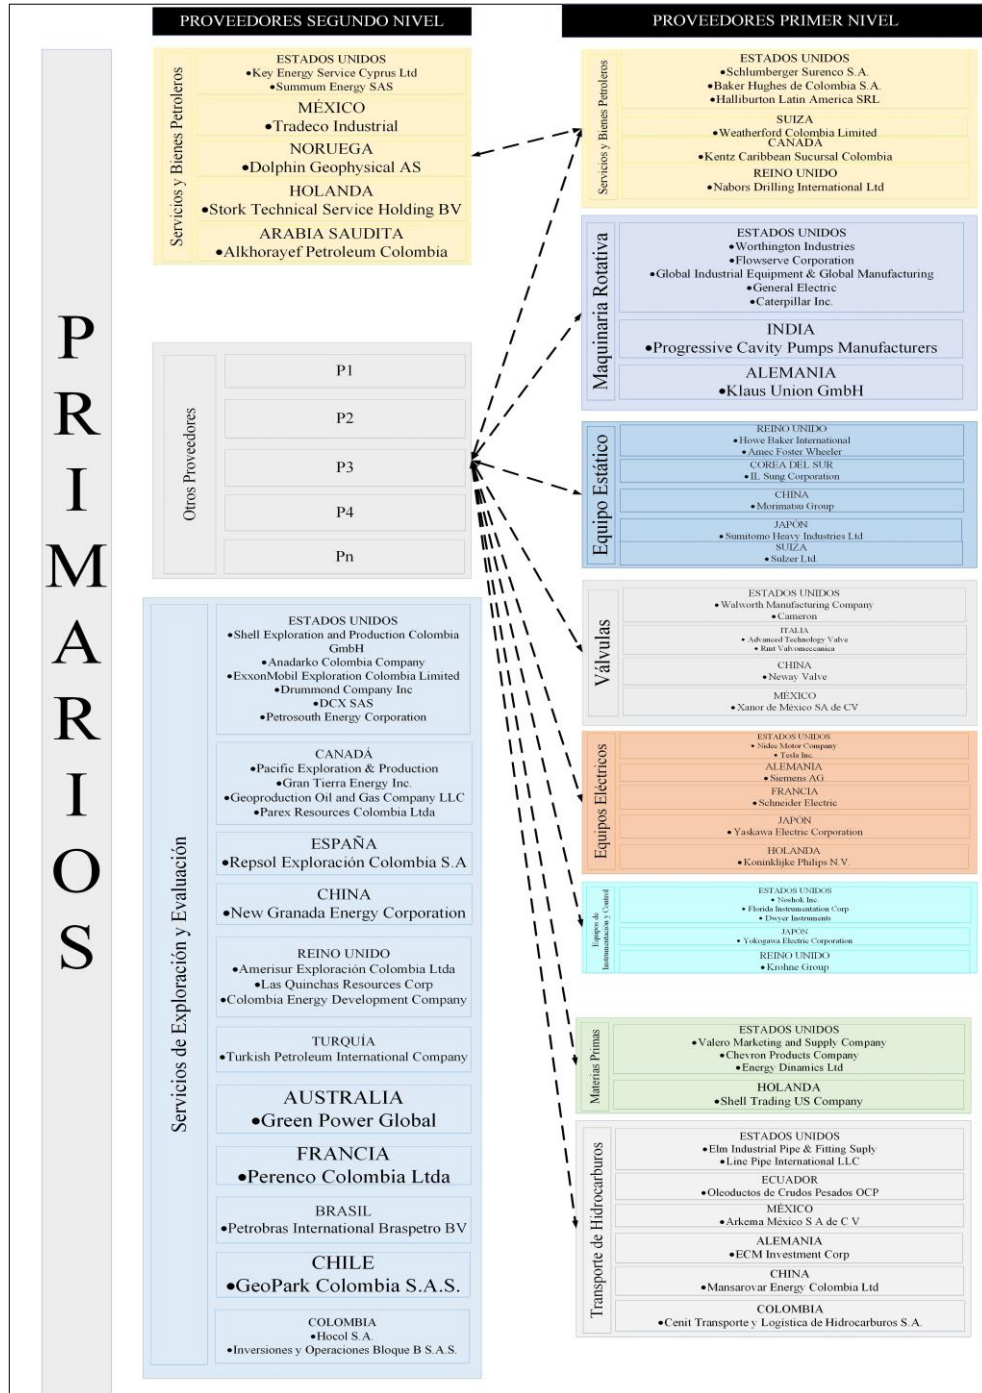 PROVEEDORES SEGUNDO NIVEL
PROVEEDORES PRIMER NIVEL
PRIMARIOS
Servicios y Bienes Petroleros
ESTADOS UNIDOS
•Key Energy Service Cyprus Ltd
•Summum Energy SAS
MÉXICO
•Tradeco Industrial
NORUEGA
•Dolphin Geophysical AS
HOLANDA
•Stork Technical Service Holding BV
ARABIA SAUDITA
•Alkhorayef Petroleum Colombia
Otros Proveedores
P1
P2
P3
P4
Pn
Servicios de Exploración y Evaluación
ESTADOS UNIDOS
•Shell Exploration and Production Colombia
GmbH
•Anadarko Colombia Company
•ExxonMobil Exploration Colombia Limited
•Drummond Company Inc
•DCX SAS
•Petrosouth Energy Corporation
CANADÁ
•Pacific Exploration & Production
•Gran Tierra Energy Inc.
•Geoproduction Oil and Gas Company LLC
•Parex Resources Colombia Ltda
ESPAÑA
•Repsol Exploración Colombia S.A
CHINA
•New Granada Energy Corporation
REINO UNIDO
•Amerisur Exploración Colombia Ltda
•Las Quinchas Resources Corp
•Colombia Energy Development Company
TURQUÍA
•Turkish Petroleum International Company
AUSTRALIA
•Green Power Global
FRANCIA
•Perenco Colombia Ltda
BRASIL
•Petrobras International Braspetro BV
CHILE
•GeoPark Colombia S.A.S.
COLOMBIA
•Hocol S.A.
•Inversiones y Operaciones Bloque B S.A.S.
Servicios y Bienes Petroleros
ESTADOS UNIDOS
•Schlumberger Surenco S.A.
•Baker Hughes de Colombia S.A.
•Halliburton Latin America SRL
SUIZA
•Weatherford Colombia Limited
CANADÁ
•Kentz Caribbean Sucursal Colombia
REINO UNIDO
•Nabors Drilling International Ltd
Maquinaria Rotativa
ESTADOS UNIDOS
•Worthington Industries
•Flowserve Corporation
•Global Industrial Equipment & Global Manufacturing
•General Electric
•Caterpillar Inc.
INDIA
•Progressive Cavity Pumps Manufacturers
ALEMANIA
•Klaus Union GmbH
Equipo Estático
REINO UNIDO
• Howe Baker International
• Amec Foster Wheeler
COREA DEL SUR
• IL Sung Corporation
CHINA
• Morimatsu Group
JAPÓN
• Sumitomo Heavy Industries Ltd
SUIZA
• Sulzer Ltd.
Válvulas
ESTADOS UNIDOS
• Walworth Manufacturing Company
• Cameron
ITALIA
• Advanced Technology Valve
• Rmt Valvomeccanica
CHINA
• Neway Valve
MÉXICO
• Xanor de México SA de CV
Equipos Eléctricos
ESTADOS UNIDOS
• Nidec Motor Company
• Tesla Inc.
ALEMANIA
• Siemens AG
FRANCIA
• Schneider Electric
JAPÓN
• Yaskawa Electric Corporation
HOLANDA
• Koninklijke Philips N.V.
Equipos de
Instrumentación y Control
ESTADOS UNIDOS
• Noshok Inc.
• Florida Instrumentation Corp
• Dwyer Instruments
JAPÓN
• Yokogawa Electric Corporation
REINO UNIDO
• Krohne Group
Materias Primas
ESTADOS UNIDOS
•Valero Marketing and Supply Company
•Chevron Products Company
•Energy Dinamics Ltd
HOLANDA
•Shell Trading US Company
Transporte de Hidrocarburos
ESTADOS UNIDOS
•Elm Industrial Pipe & Fitting Suply
•Line Pipe International LLC
ECUADOR
•Oleoductos de Crudos Pesados OCP
MÉXICO
•Arkema México S A de C V
ALEMANIA
•ECM Investment Corp
CHINA
•Mansarovar Energy Colombia Ltd
COLOMBIA
•Cenit Transporte y Logística de Hidrocarburos S.A.